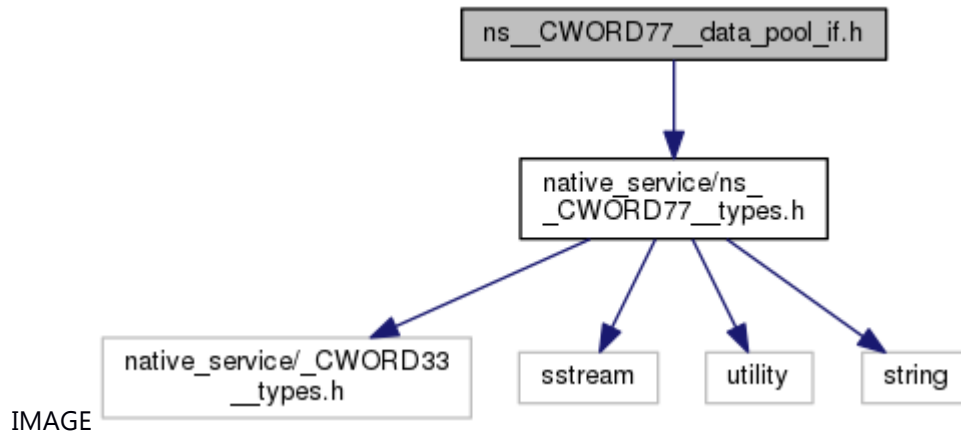 ns__CWORD77__data_pool_if.h
native_service/ns_
_CWORD77__types.h
native_service/_CWORD33
__types.h
sstream
utility
string
IMAGE